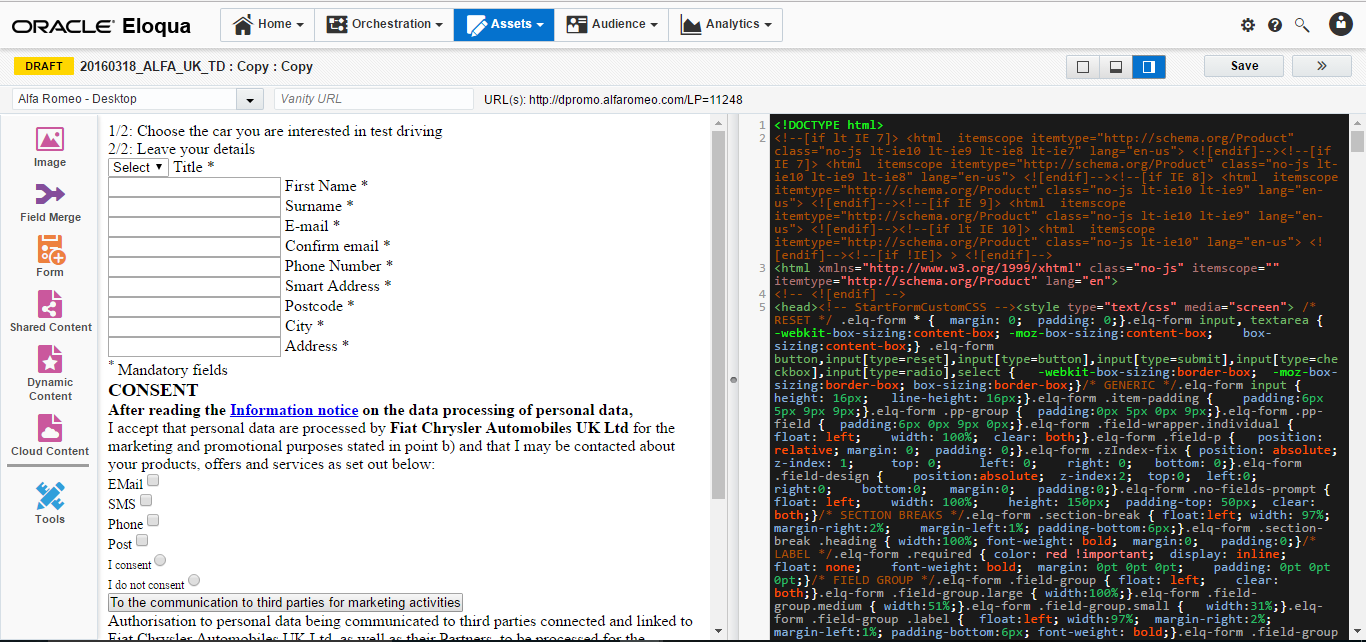 ORACLE® Eloqua
Home
Orchestration
Assets
Audience
Analytics
DRAFT
20160318_ALFA_UK_TD : Copy : Copy
Save
»
Alfa Romeo - Desktop
Vanity URL
URL(s): http://dpromo.alfaromeo.com/LP=11248
Image
Field Merge
Form
Shared Content
Dynamic
Content
Cloud Content
Tools
1/2: Choose the car you are interested in test driving
2/2: Leave your details
Select Title *
First Name *
Surname *
E-mail *
Confirm email *
Phone Number *
Smart Address *
Postcode *
City *
Address *
* Mandatory fields
CONSENT
After reading the Information notice on the data processing of personal data,
I accept that personal data are processed by Fiat Chrysler Automobiles UK Ltd for the
marketing and promotional purposes stated in point b) and that I may be contacted about
your products, offers and services as set out below:
EMail
SMS
Phone
Post
I consent
I do not consent
To the communication to third parties for marketing activities
Authorisation to personal data being communicated to third parties connected and linked to
Fiat Chrysler Automobiles UK Ltd, as well as their Partners, to be processed for the
1 <!DOCTYPE html>
2 <!--[if lt IE 7]> <html  itemscope itemtype="http://schema.org/Product"
class="no-js lt-ie10 lt-ie9 lt-ie8 lt-ie7" lang="en-us"> <![endif]--><!--[if
IE 7]> <html  itemscope itemtype="http://schema.org/Product" class="no-js lt-
ie10 lt-ie9 lt-ie8" lang="en-us"> <![endif]--><!--[if IE 8]> <html  itemscope
itemtype="http://schema.org/Product" class="no-js lt-ie10 lt-ie9" lang="en-
us"> <![endif]--><!--[if IE 9]> <html  itemscope
itemtype="http://schema.org/Product" class="no-js lt-ie10 lt-ie9" lang="en-
us"> <![endif]--><!--[if lt IE 10]> <html  itemscope
itemtype="http://schema.org/Product" class="no-js lt-ie10" lang="en-us"> <!
[endif]--><!--[if !IE]> > <![endif]-->
3 <html xmlns="http://www.w3.org/1999/xhtml" class="no-js" itemscope=""
itemtype="http://schema.org/Product" lang="en">
4 <!-- <![endif] -->
5 <head><!-- StartFormCustomCSS --><style type="text/css" media="screen"> /*
RESET */ .elq-form * {  margin: 0;  padding: 0;}.elq-form input, textarea {
-webkit-box-sizing:content-box; -moz-box-sizing:content-box;    box-
sizing:content-box;} .elq-form
button,input[type=reset],input[type=button],input[type=submit],input[type=che
ckbox],input[type=radio],select {   -webkit-box-sizing:border-box;  -moz-box-
sizing:border-box; box-sizing:border-box;}/* GENERIC */.elq-form input {
height: 16px;   line-height: 16px;}.elq-form .item-padding {    padding:6px
5px 9px 9px;}.elq-form .pp-group {  padding:0px 5px 0px 9px;}.elq-form .pp-
field {  padding:6px 0px 9px 0px;}.elq-form .field-wrapper.individual {
float: left;   width: 100%;  clear: both;}.elq-form .field-p {   position:
relative; margin: 0;  padding: 0;}.elq-form .zIndex-fix { position: absolute;
z-index: 1;     top: 0;     left: 0;    right: 0;   bottom: 0;}.elq-form
.field-design {    position:absolute;  z-index:2;  top:0;  left:0;
right:0;    bottom:0;   margin:0;   padding:0;}.elq-form .no-fields-prompt {
float: left;   width: 100%;    height: 150px;  padding-top: 50px;  clear:
both;}/* SECTION BREAKS */.elq-form .section-break { float:left; width: 97%;
margin-right:2%;    margin-left:1%; padding-bottom:6px;}.elq-form .section-
break .heading { width:100%; font-weight: bold;  margin:0;   padding:0;}/*
LABEL */.elq-form .required { color: red !important;  display: inline;
float: none;    font-weight: bold;  margin: 0pt 0pt 0pt;    padding: 0pt 0pt
0pt;}/* FIELD GROUP */.elq-form .field-group { float: left;    clear:
both;}.elq-form .field-group.large { width:100%;}.elq-form .field-
group.medium { width:51%;}.elq-form .field-group.small {   width:31%;}.elq-
form .field-group .label {  float:left; width:97%;  margin-right:2%;
margin-left:1%; padding-bottom:6px; font-weight: bold;}.elq-form .field-group